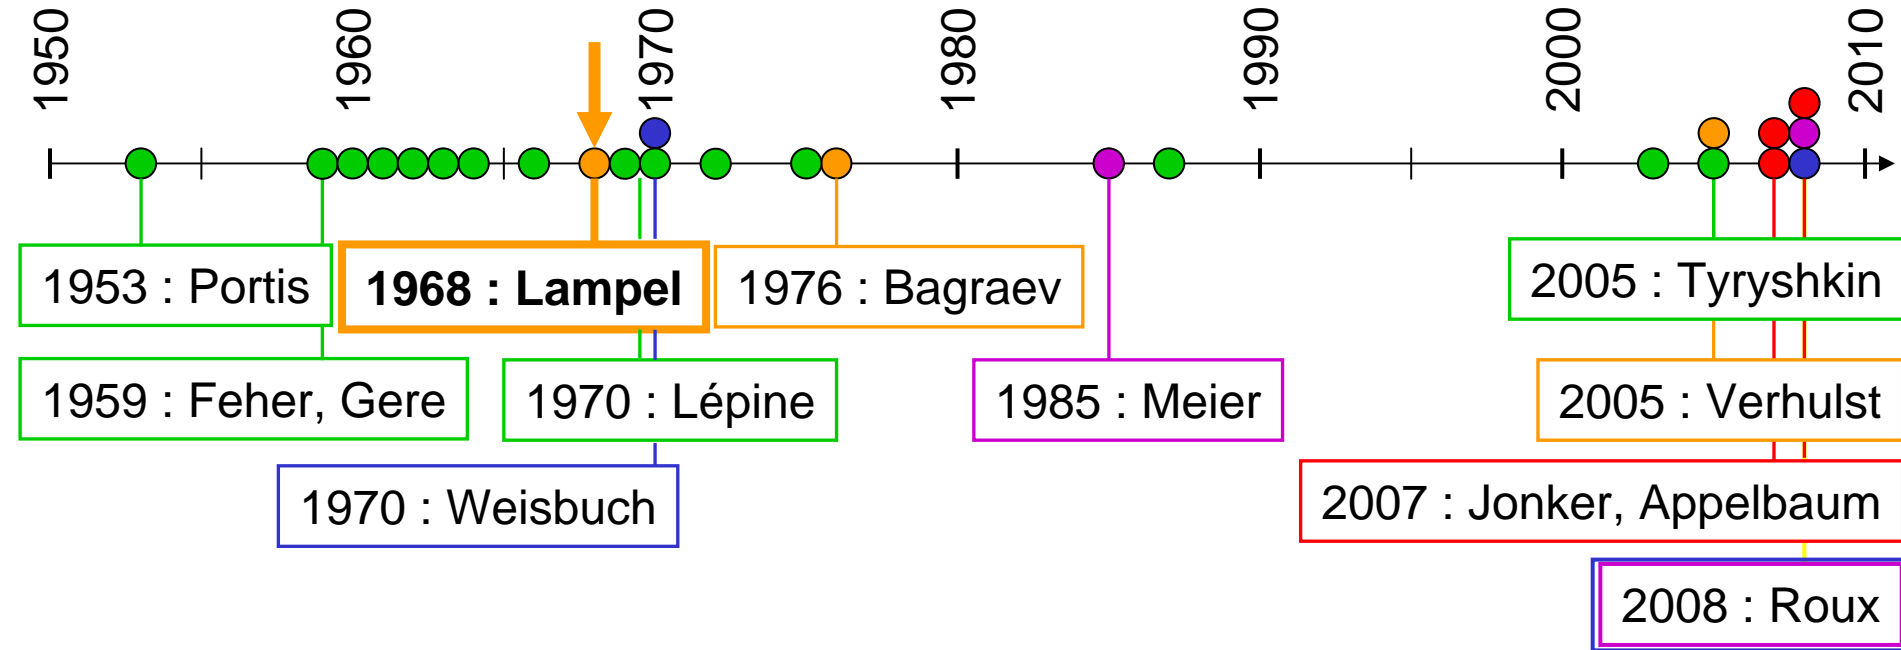 1950
1960
1970
1980
1990
2000
2010
1953 : Portis
1968 : Lampel
1976 : Bagraev
2005 : Tyryshkin
1959 : Feher, Gere
1970 : Lépine
1985 : Meier
2005 : Verhulst
1970 : Weisbuch
2007 : Jonker, Appelbaum
2008 : Roux